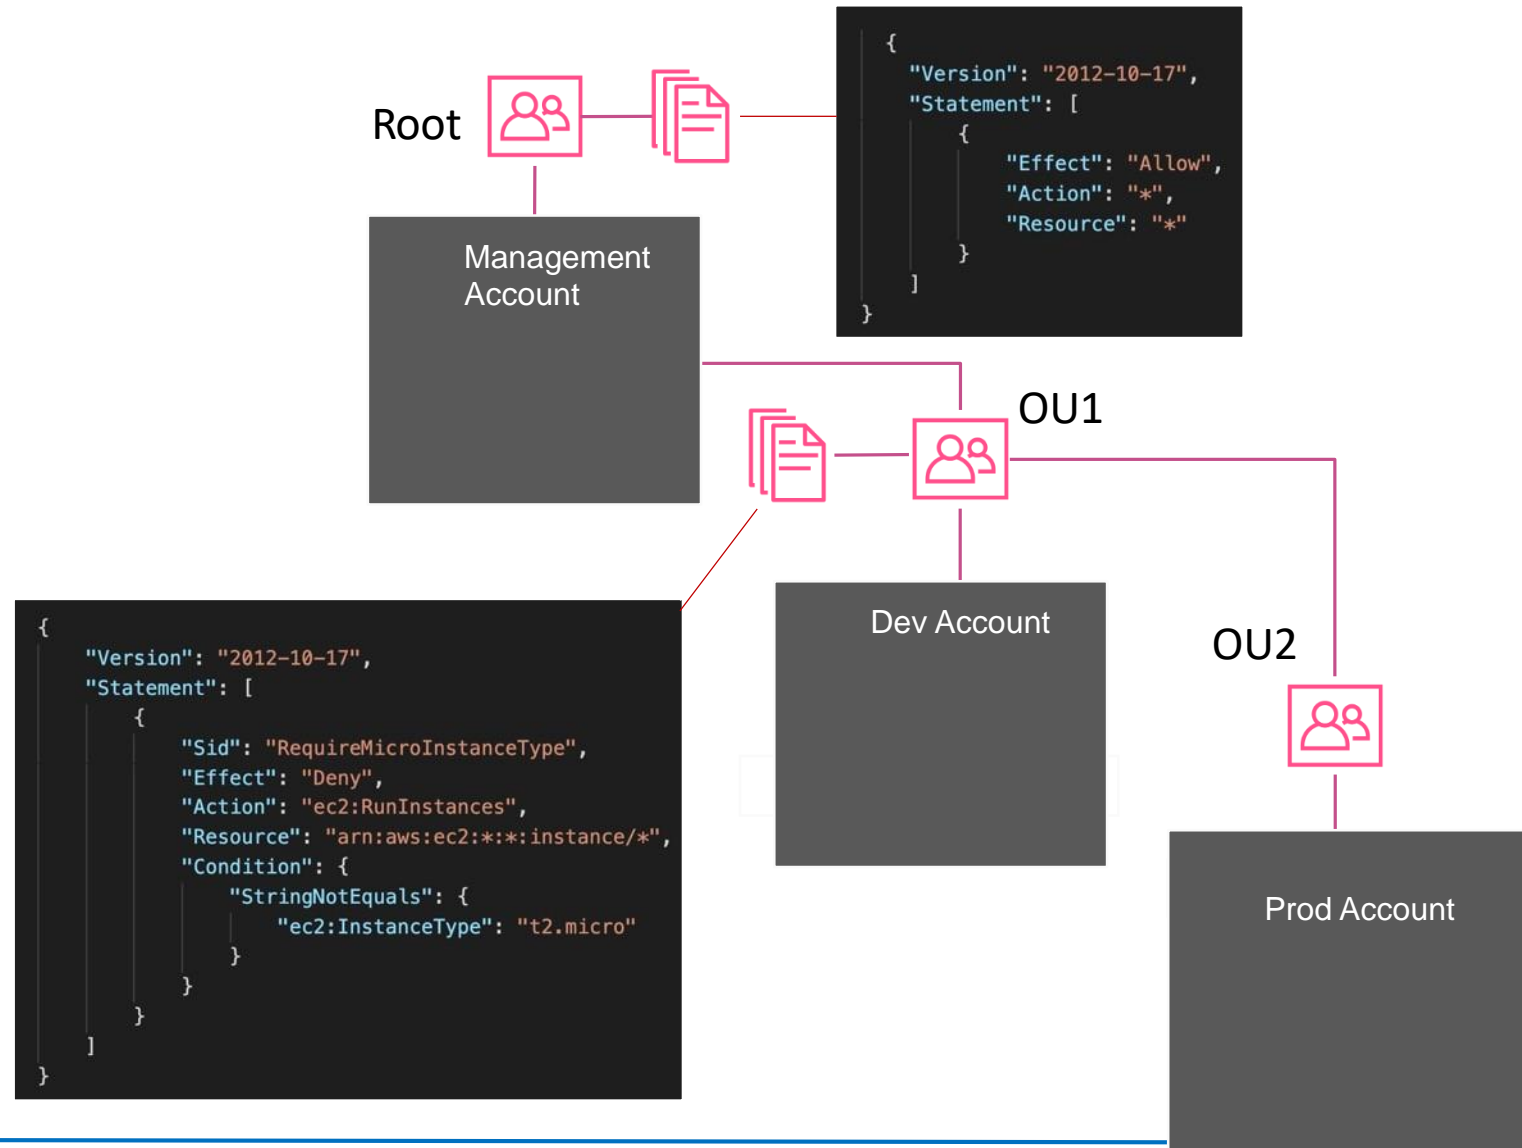 Root
{
"Version": "2012-10-17",
"Statement": [
{
"Effect": "Allow",
"Action": "*",
"Resource": "*"
}
]
}
Management
Account
OU1
Dev Account
OU2
Prod Account
{
"Version": "2012-10-17",
"Statement": [
{
"Sid": "RequireMicroInstanceType",
"Effect": "Deny",
"Action": "ec2:RunInstances",
"Resource": "arn:aws:ec2:*:*:instance/*",
"Condition": {
"StringNotEquals": {
"ec2:InstanceType": "t2.micro"
}
}
}
]
}